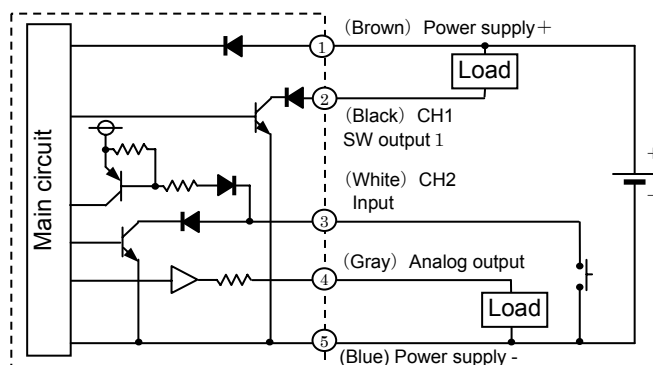 Main circuit
1
(Brown) Power supply+
Load
2
(Black) CH1
SW output 1
(White) CH2
Input
3
+
-
4
(Gray) Analog output
Load
5
(Blue) Power supply -